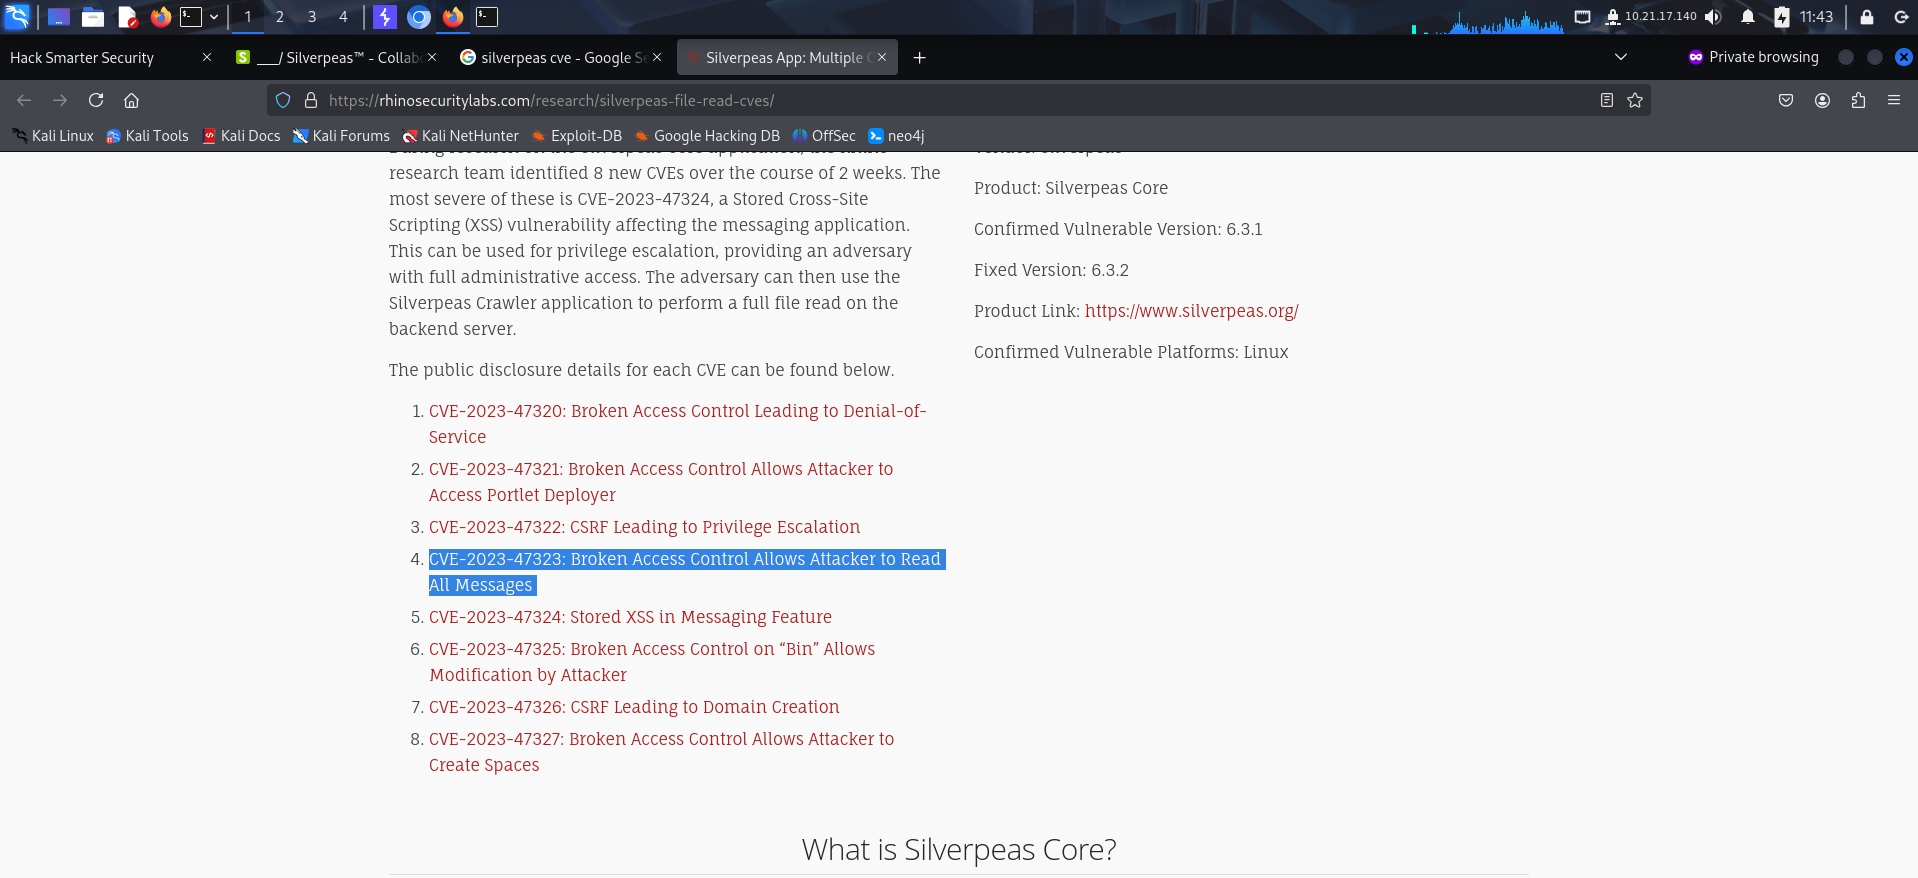 1 2 3 4 10.21.17.140 11:43
Hack Smarter Security
___/ Silverpeas™ - Collab
silverpeas cve - Google Se
Silverpeas App: Multiple C
Private browsing
https://rhinosecuritylabs.com/research/silverpeas-file-read-cves/
Kali Linux Kali Tools Kali Docs Kali Forums Kali NetHunter Exploit-DB Google Hacking DB OffSec neo4j
research team identified 8 new CVEs over the course of 2 weeks. The
most severe of these is CVE-2023-47324, a Stored Cross-Site
Scripting (XSS) vulnerability affecting the messaging application.
This can be used for privilege escalation, providing an adversary
with full administrative access. The adversary can then use the
Silverpeas Crawler application to perform a full file read on the
backend server.
The public disclosure details for each CVE can be found below.
1. CVE-2023-47320: Broken Access Control Leading to Denial-of-
Service
2. CVE-2023-47321: Broken Access Control Allows Attacker to
Access Portlet Deployer
3. CVE-2023-47322: CSRF Leading to Privilege Escalation
4. CVE-2023-47323: Broken Access Control Allows Attacker to Read
All Messages
5. CVE-2023-47324: Stored XSS in Messaging Feature
6. CVE-2023-47325: Broken Access Control on “Bin” Allows
Modification by Attacker
7. CVE-2023-47326: CSRF Leading to Domain Creation
8. CVE-2023-47327: Broken Access Control Allows Attacker to
Create Spaces
Product: Silverpeas Core
Confirmed Vulnerable Version: 6.3.1
Fixed Version: 6.3.2
Product Link: https://www.silverpeas.org/
Confirmed Vulnerable Platforms: Linux
What is Silverpeas Core?